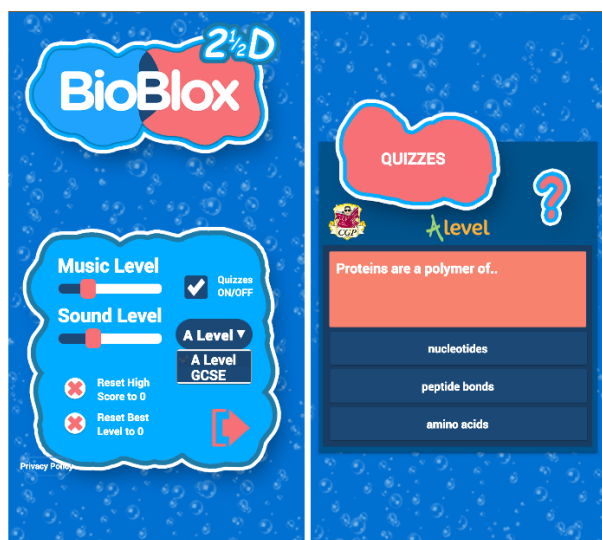 2½D
BioBlox
Music Level
Quizzes
ON/OFF
Sound Level
A Level ▾
A Level
GCSE
Reset High
Score to 0
Reset Best
Level to 0
Privacy Policy
QUIZZES
?
CGP
A level
Proteins are a polymer of..
nucleotides
peptide bonds
amino acids